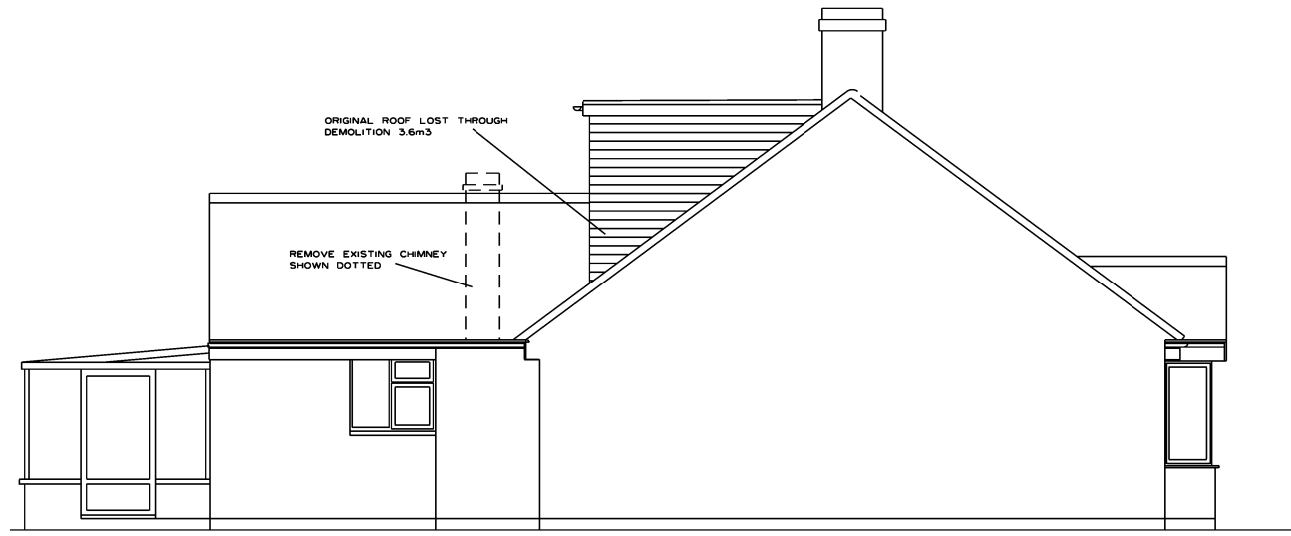 ORIGINAL ROOF LOST THROUGH
DEMOLITION 3.6m3
REMOVE EXISTING CHIMNEY
SHOWN DOTTED